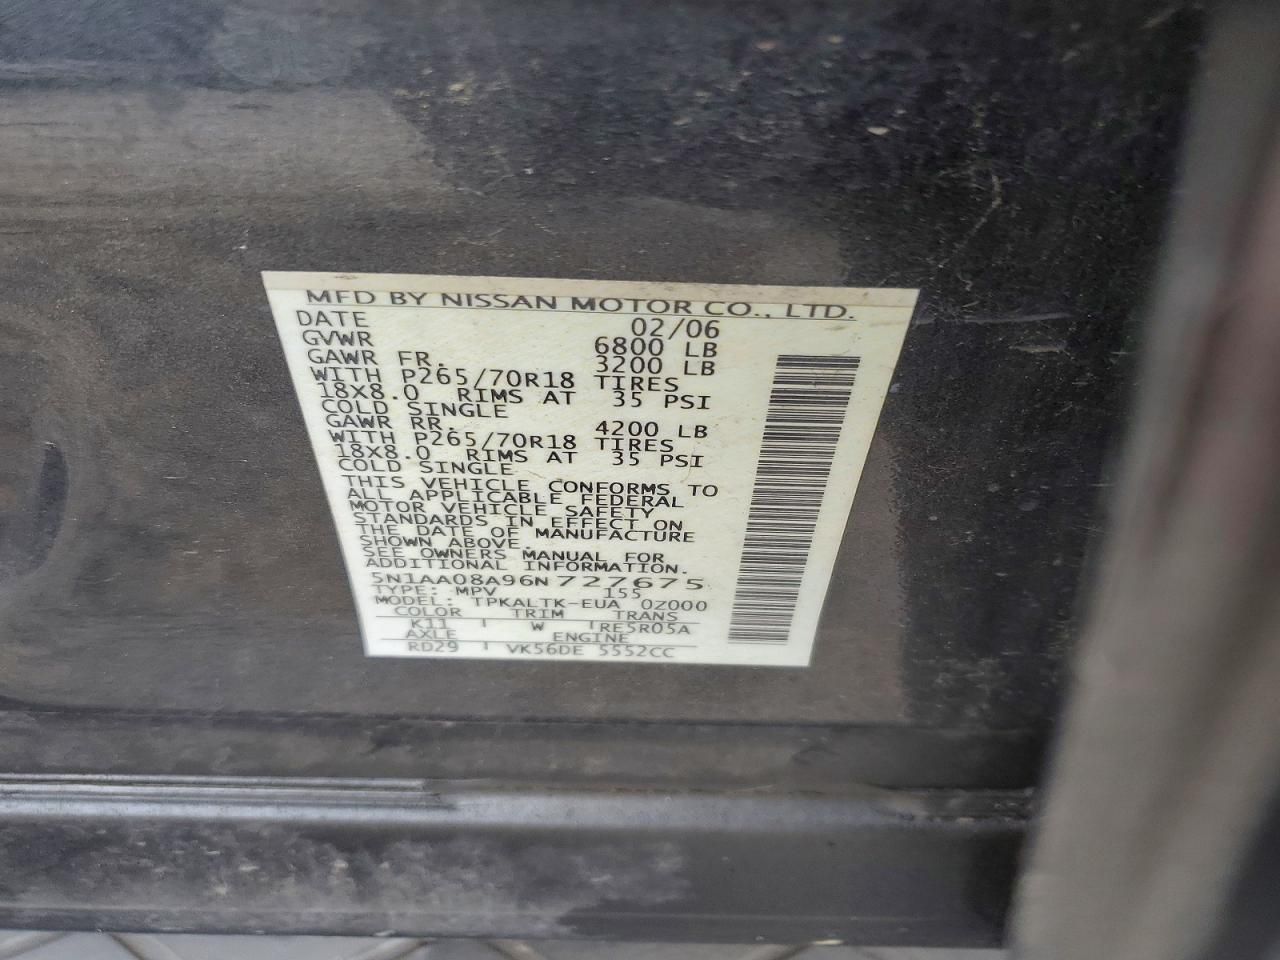 MFD BY NISSAN MOTOR CO., LTD.
DATE 02/06
GVWR 6800 LB
GAWR FR. 3200 LB
WITH P265/70R18 TIRES
18X8.0 RIMS AT 35 PSI
COLD SINGLE
GAWR RR. 4200 LB
WITH P265/70R18 TIRES
18X8.0 RIMS AT 35 PSI
COLD SINGLE
THIS VEHICLE CONFORMS TO
ALL APPLICABLE FEDERAL
MOTOR VEHICLE SAFETY
STANDARDS IN EFFECT ON
THE DATE OF MANUFACTURE
SHOWN ABOVE.
SEE OWNERS MANUAL FOR
ADDITIONAL INFORMATION.
5N1AA08A96N727675
TYPE: MPV 155
MODEL: TPKALTK-EUA 0Z000
COLOR TRIM TRANS
K11 W RE5R05A
AXLE ENGINE
RD29 VK56DE 5552CC